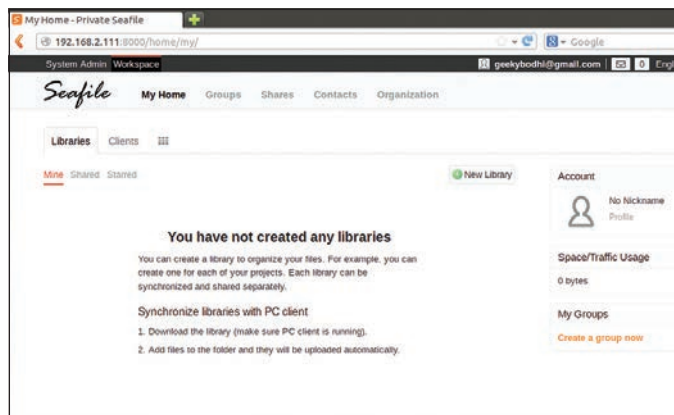 My Home - Private Seafile
192.168.2.111:8000/home/my/
Google
System Admin Workspace
geekybodhi@gmail.com | 0 Engl
Seafile My Home Groups Shares Contacts Organization
Libraries Clients
Mine Shared Starred
New Library
You have not created any libraries
You can create a library to organize your files. For example, you can
create one for each of your projects. Each library can be
synchronized and shared separately.
Synchronize libraries with PC client
1. Download the library (make sure PC client is running).
2. Add files to the folder and they will be uploaded automatically.
Account
No Nickname
Profile
Space/Traffic Usage
0 bytes
My Groups
Create a group now